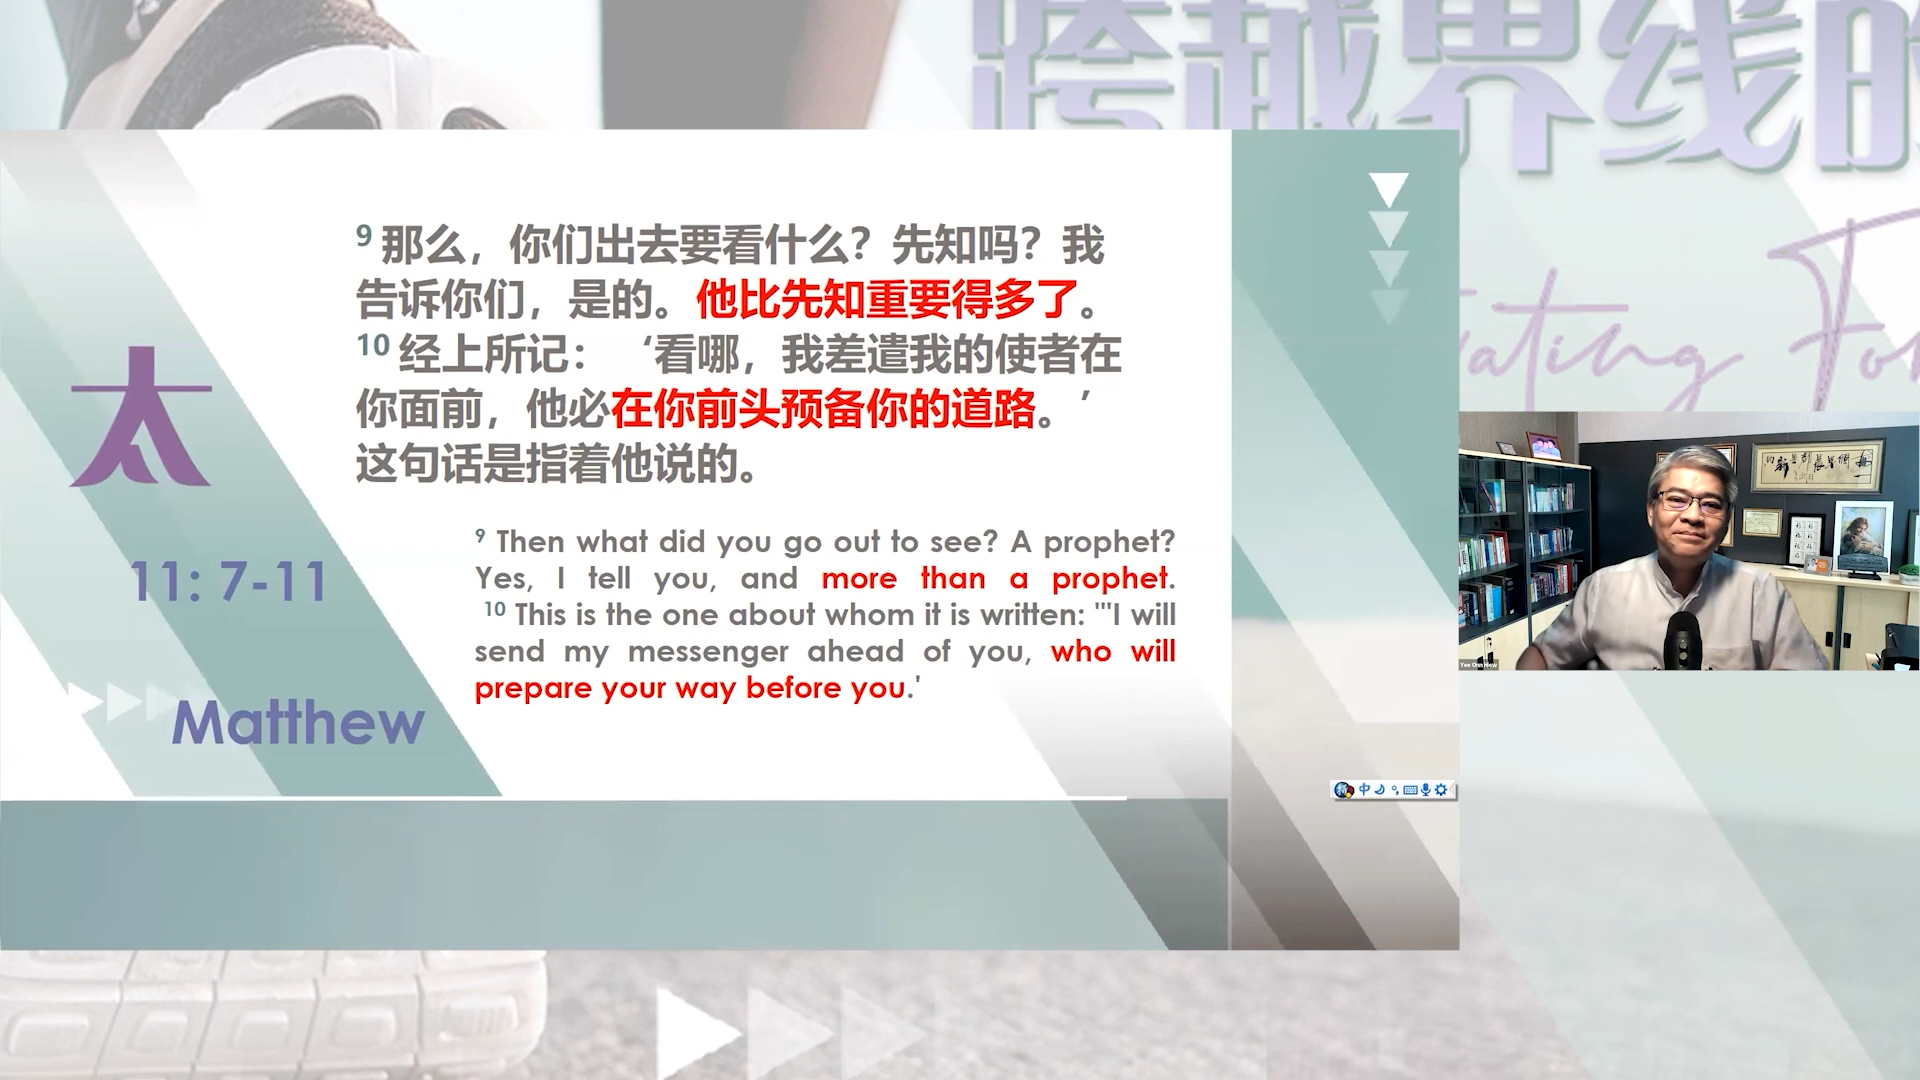 跨越界线的
太
11: 7-11
Matthew
9 那么，你们出去要看什么？先知吗？我
告诉你们，是的。他比先知重要得多了。
10 经上所记： ‘看哪，我差遣我的使者在
你面前，他必在你前头预备你的道路。’
这句话是指着他说的。
9 Then what did you go out to see? A prophet?
Yes, I tell you, and more than a prophet.
10 This is the one about whom it is written: "'I will
send my messenger ahead of you, who will
prepare your way before you.'
中
Yee Onn Hew